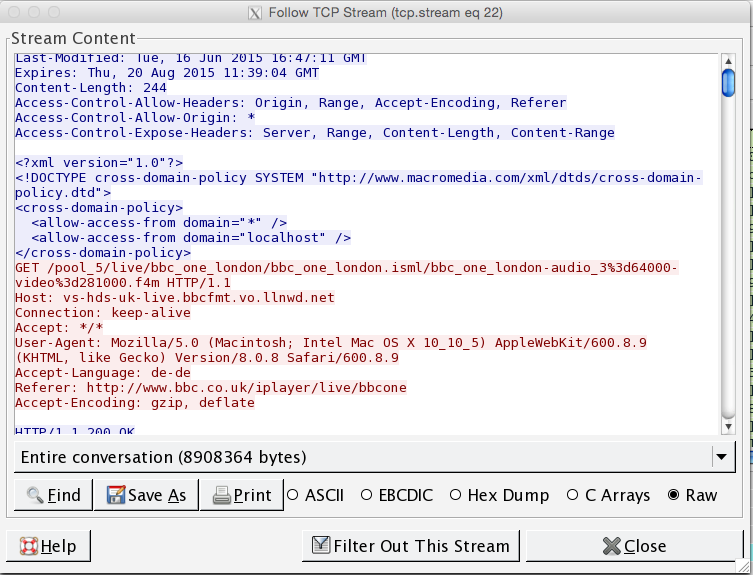 Follow TCP Stream (tcp.stream eq 22)
Stream Content
Last-Modified: Tue, 16 Jun 2015 16:47:11 GMT
Expires: Thu, 20 Aug 2015 11:39:04 GMT
Content-Length: 244
Access-Control-Allow-Headers: Origin, Range, Accept-Encoding, Referer
Access-Control-Allow-Origin: *
Access-Control-Expose-Headers: Server, Range, Content-Length, Content-Range
<?xml version="1.0"?>
<!DOCTYPE cross-domain-policy SYSTEM "http://www.macromedia.com/xml/dtds/cross-domain-
policy.dtd">
<cross-domain-policy>
<allow-access-from domain="*" />
<allow-access-from domain="localhost" />
</cross-domain-policy>
GET /pool_5/live/bbc_one_london/bbc_one_london.isml/bbc_one_london-audio_3%3d64000-
video%3d281000.f4m HTTP/1.1
Host: vs-hds-uk-live.bbcfmt.vo.llnwd.net
Connection: keep-alive
Accept: */*
User-Agent: Mozilla/5.0 (Macintosh; Intel Mac OS X 10_10_5) AppleWebKit/600.8.9
(KHTML, like Gecko) Version/8.0.8 Safari/600.8.9
Accept-Language: de-de
Referer: http://www.bbc.co.uk/iplayer/live/bbcone
Accept-Encoding: gzip, deflate
HTTP/1.1 200 OK
Entire conversation (8908364 bytes)
Find Save As Print ASCII EBCDIC Hex Dump C Arrays Raw
Help Filter Out This Stream Close